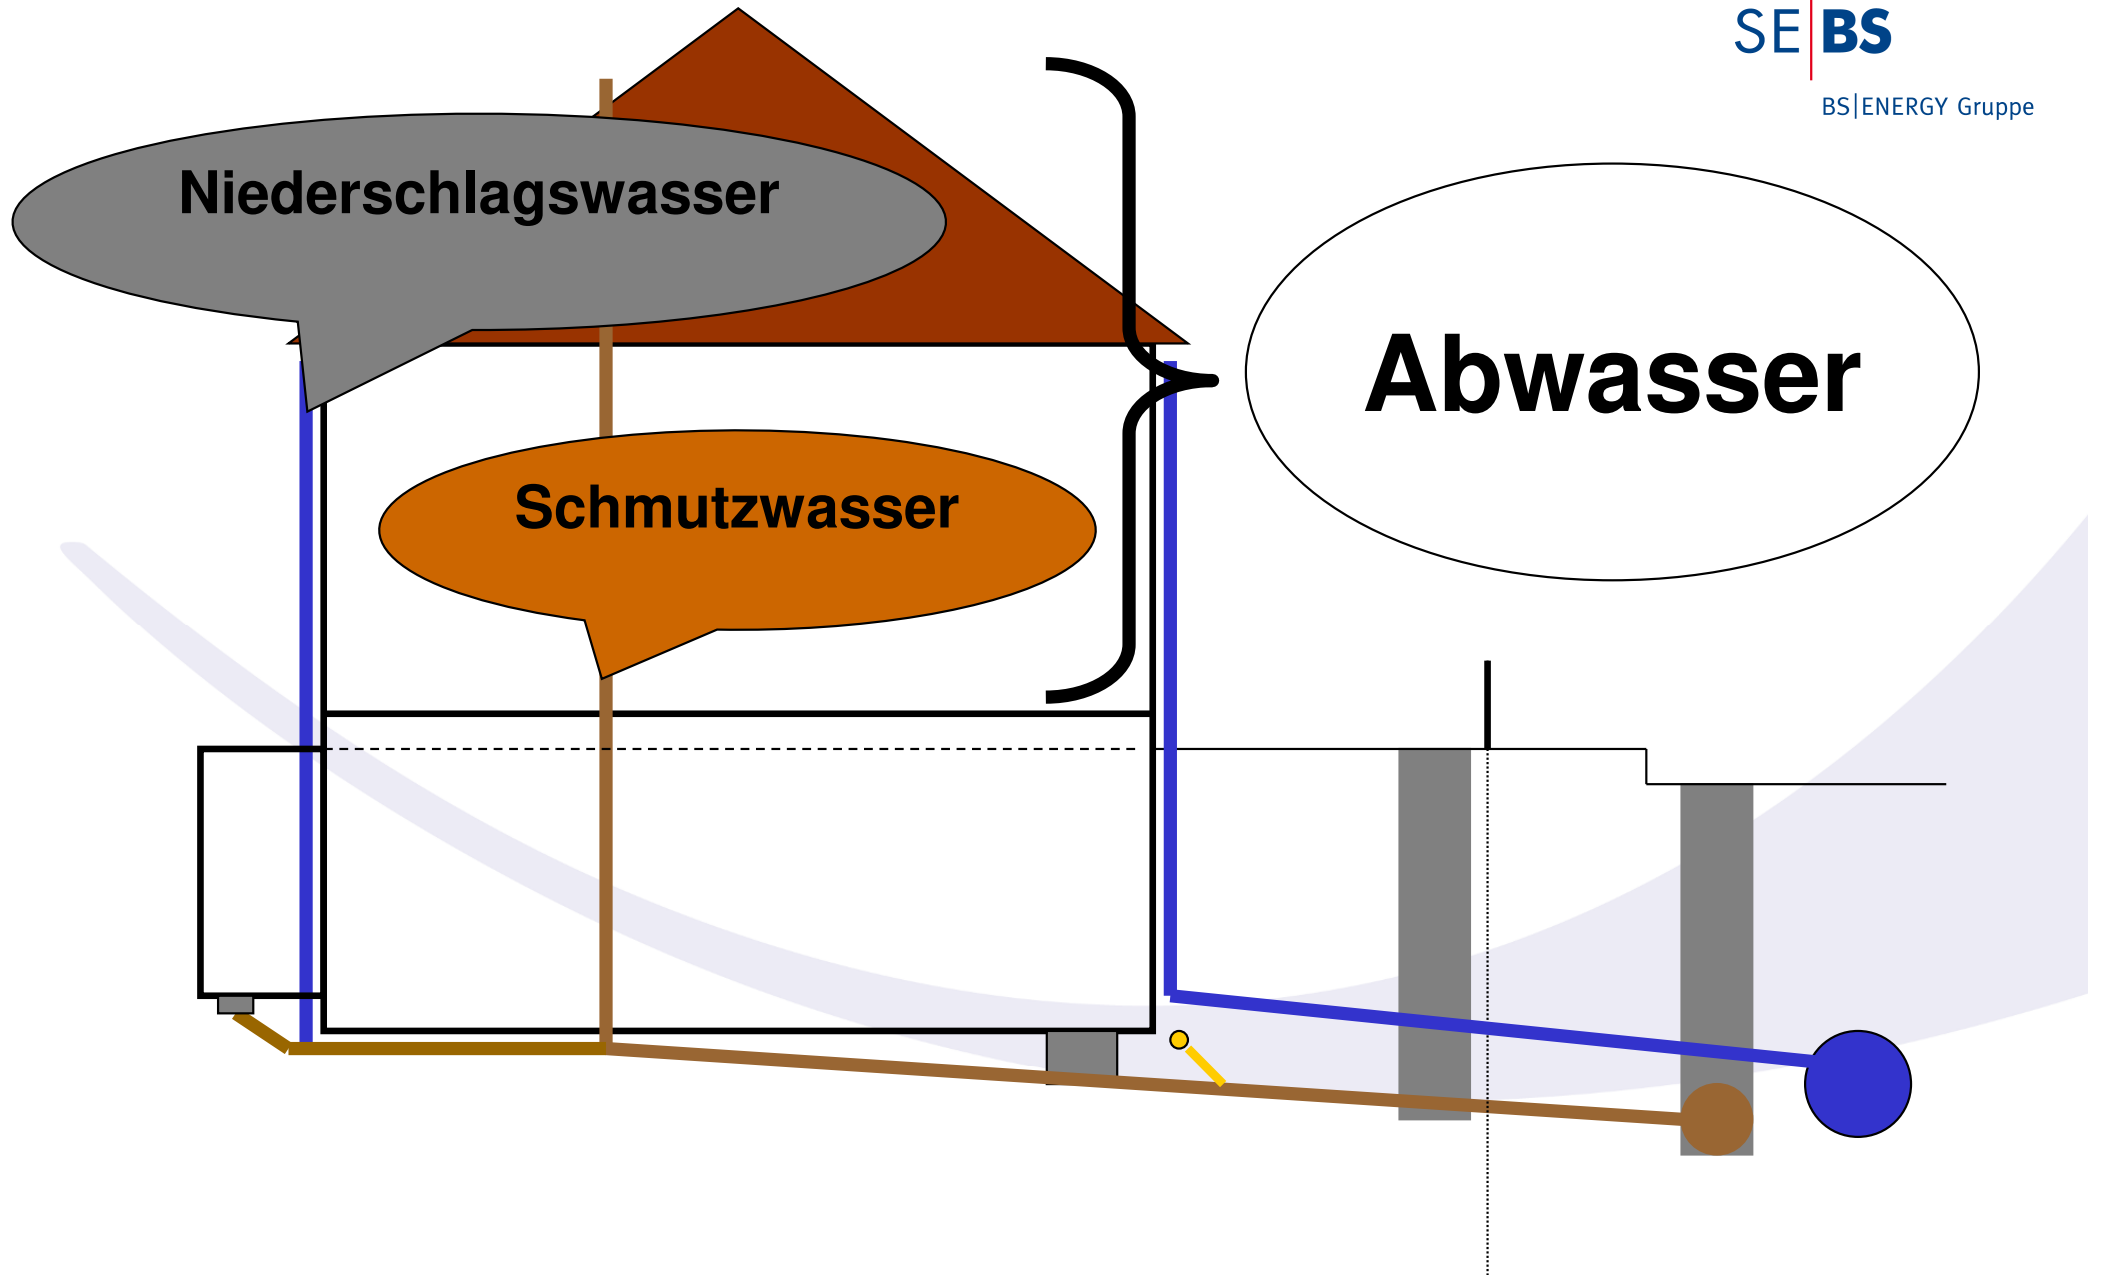 SE|BS
BS|ENERGY Gruppe
Niederschlagswasser
Abwasser
Schmutzwasser